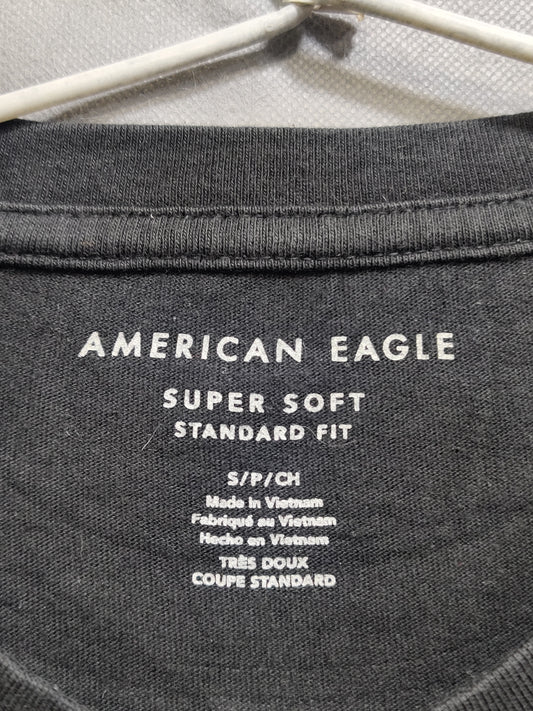 AMERICAN EAGLE
SUPER SOFT
STANDARD FIT
S/P/CH
Made in Vietnam
Fabriqué au Vietnam
Hecho en Vietnam
TRÈS DOUX
COUPE STANDARD